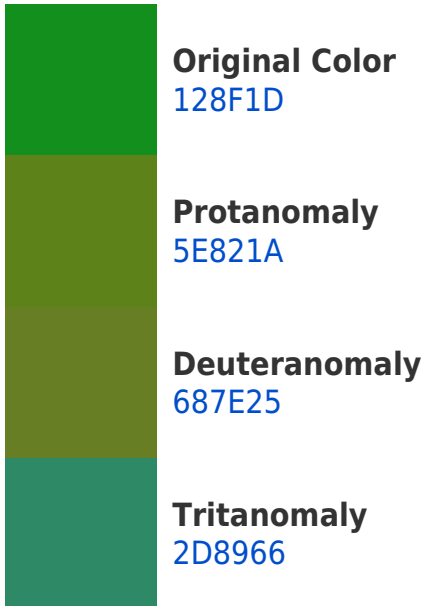 Original Color
128F1D
Protanomaly
5E821A
Deuteranomaly
687E25
Tritanomaly
2D8966